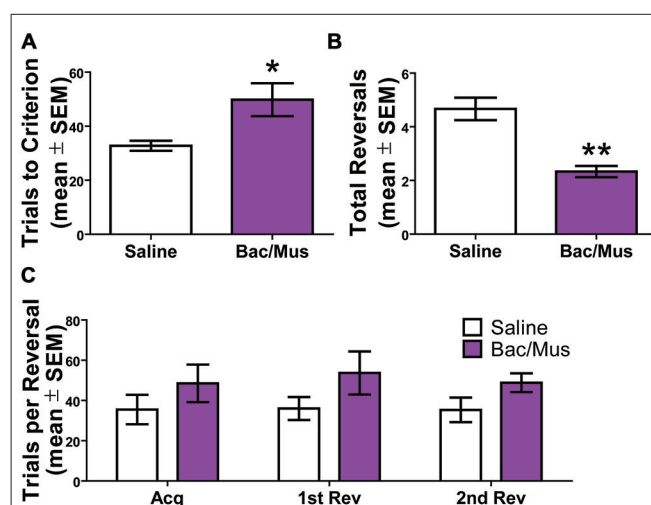 A
Trials to Criterion
(mean ± SEM)
60
40
20
0
*
Saline
Bac/Mus
B
Total Reversals
(mean ± SEM)
6
4
2
0
**
Saline
Bac/Mus
C
Trials per Reversal
(mean ± SEM)
80
60
40
20
0
Saline
Bac/Mus
Acq
1st Rev
2nd Rev